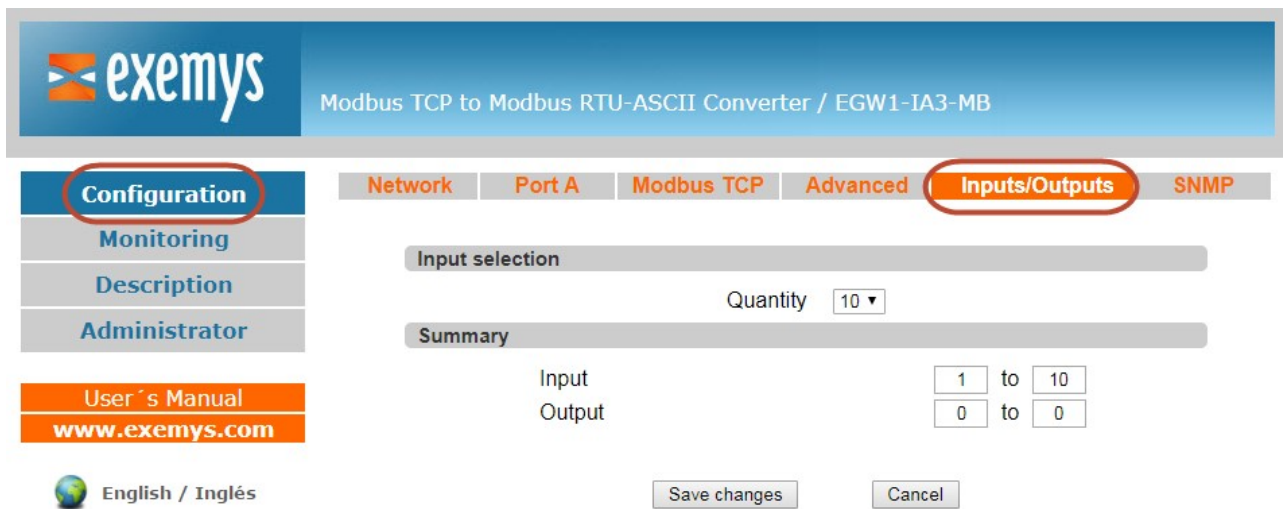 exemys
Modbus TCP to Modbus RTU-ASCII Converter / EGW1-IA3-MB
Configuration
Monitoring
Description
Administrator
User´s Manual
www.exemys.com
English / Inglés
Network Port A Modbus TCP Advanced Inputs/Outputs SNMP
Input selection
Quantity 10
Summary
Input 1 to 10
Output 0 to 0
Save changes Cancel